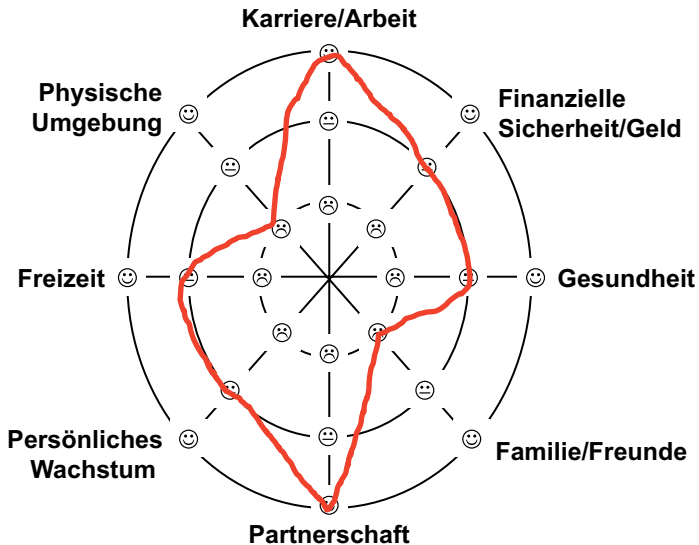 Karriere/Arbeit
Physische
Umgebung
Finanzielle
Sicherheit/Geld
Freizeit
Gesundheit
Persönliches
Wachstum
Familie/Freunde
Partnerschaft